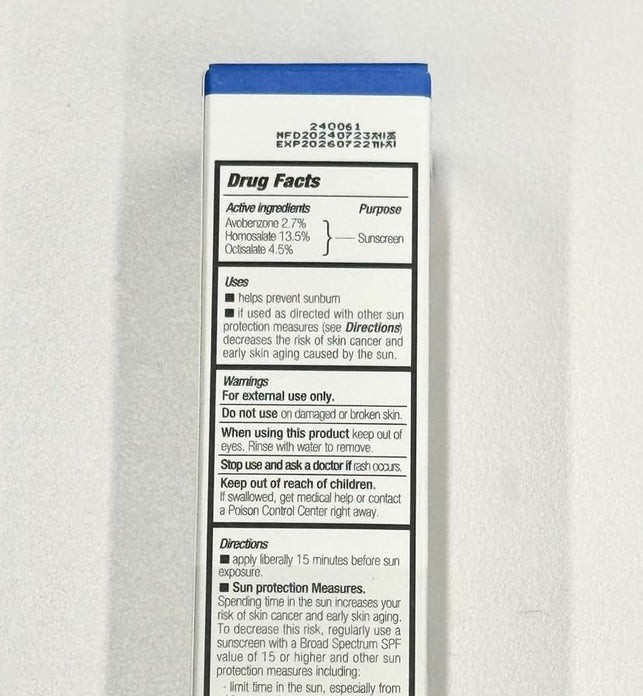 240061
MFD20240723제조
EXP20260722까지
Drug Facts
Active ingredients Purpose
Avobenzone 2.7%
Homosalate 13.5% Sunscreen
Octisalate 4.5%
Uses
■ helps prevent sunburn
■ if used as directed with other sun
protection measures (see Directions)
decreases the risk of skin cancer and
early skin aging caused by the sun.
Warnings
For external use only.
Do not use on damaged or broken skin.
When using this product keep out of
eyes. Rinse with water to remove.
Stop use and ask a doctor if rash occurs.
Keep out of reach of children.
If swallowed, get medical help or contact
a Poison Control Center right away.
Directions
■ apply liberally 15 minutes before sun
exposure.
■ Sun protection Measures.
Spending time in the sun increases your
risk of skin cancer and early skin aging.
To decrease this risk, regularly use a
sunscreen with a Broad Spectrum SPF
value of 15 or higher and other sun
protection measures including:
- limit time in the sun, especially from